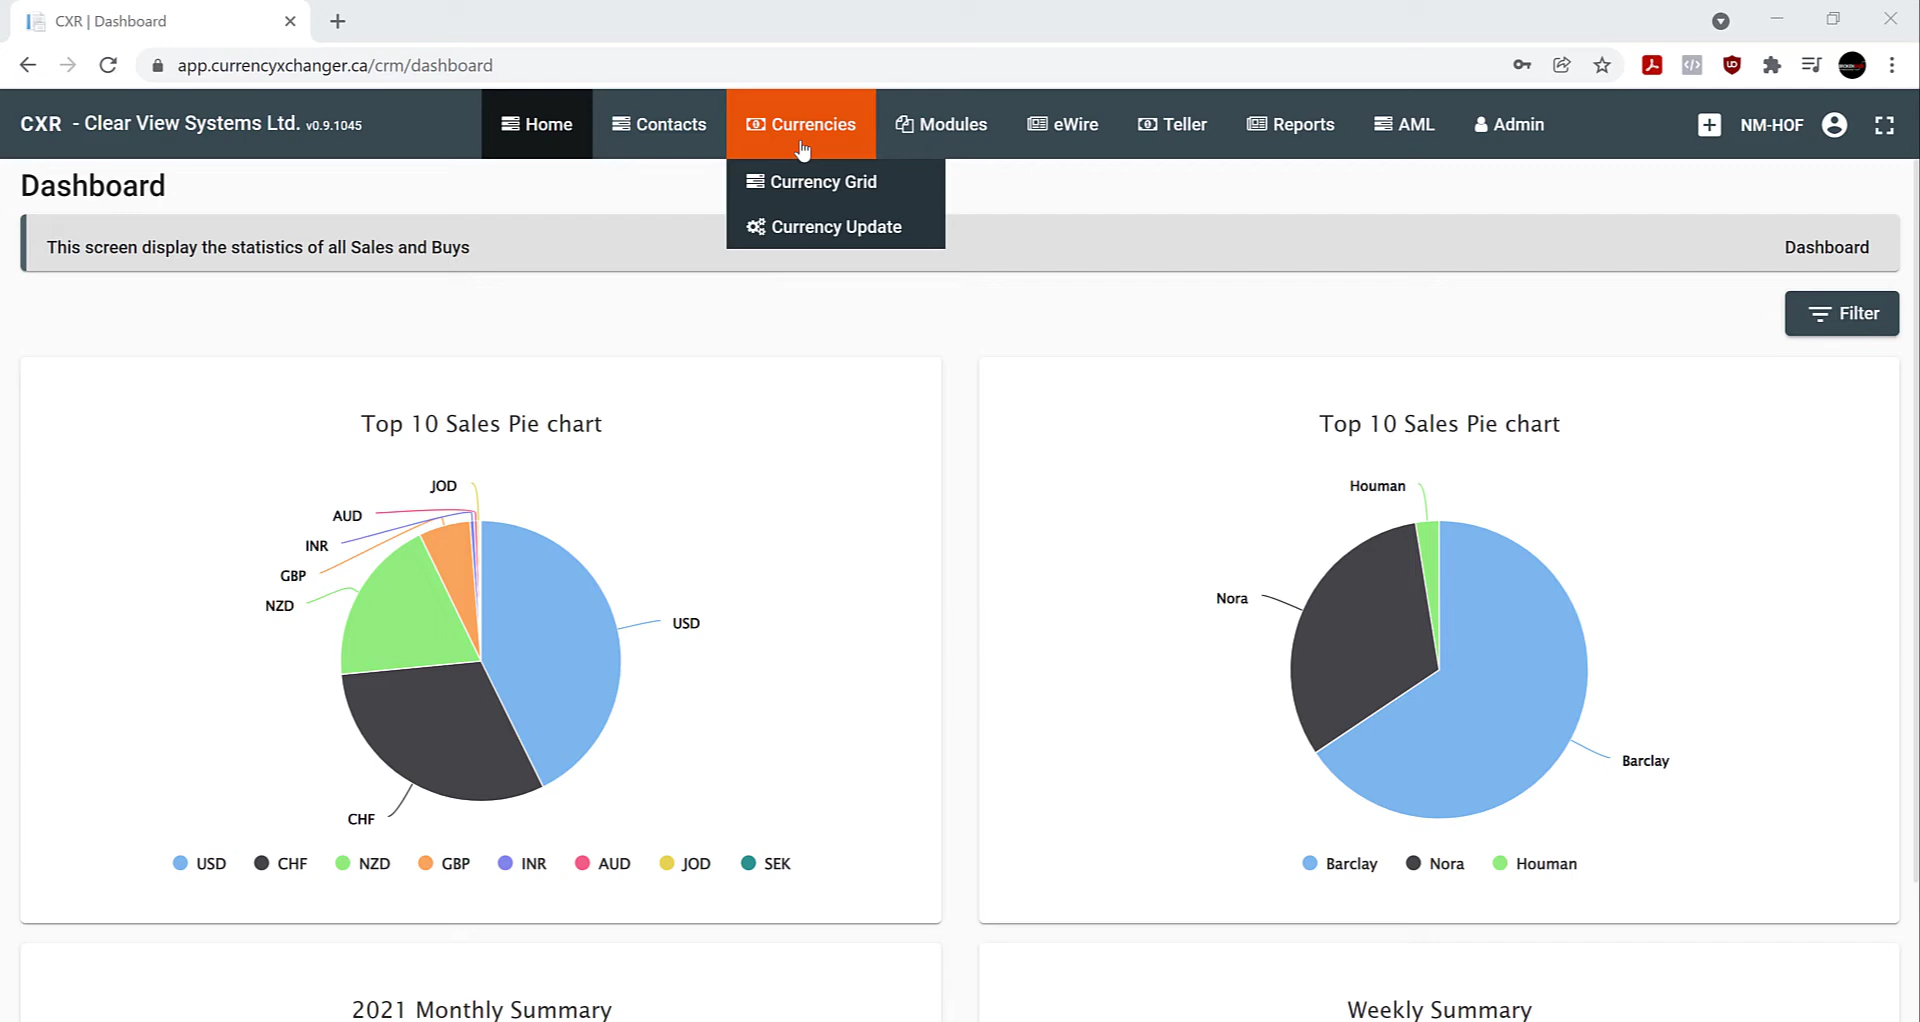 CXR | Dashboard
app.currencyxchanger.ca/crm/dashboard
CXR - Clear View Systems Ltd. v0.9.1045
Home
Contacts
Currencies
Modules
eWire
Teller
Reports
AML
Admin
NM-HOF
Currency Grid
Currency Update
Dashboard
This screen display the statistics of all Sales and Buys
Dashboard
Filter
Top 10 Sales Pie chart
JOD
AUD
INR
GBP
NZD
USD
CHF
USD CHF NZD GBP INR AUD JOD SEK
Top 10 Sales Pie chart
Houman
Nora
Barclay
Barclay Nora Houman
2021 Monthly Summary
Weekly Summary